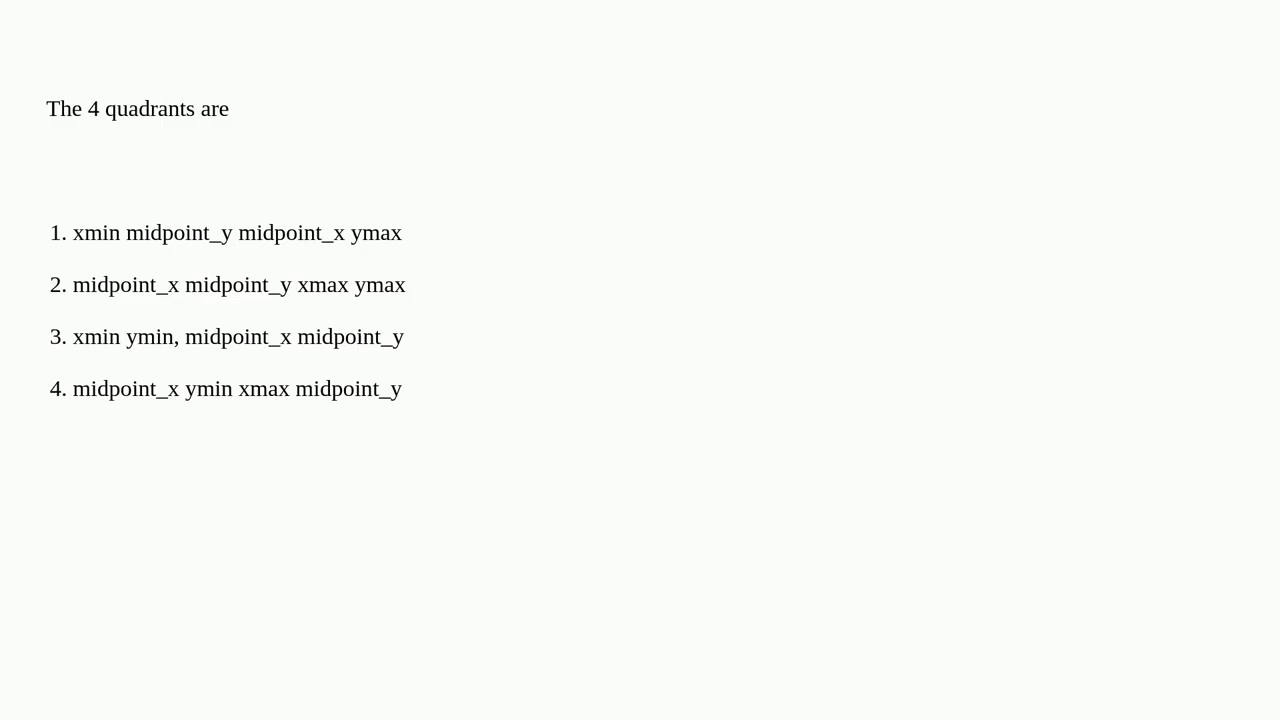 The 4 quadrants are
1. xmin midpoint_y midpoint_x ymax
2. midpoint_x midpoint_y xmax ymax
3. xmin ymin, midpoint_x midpoint_y
4. midpoint_x ymin xmax midpoint_y